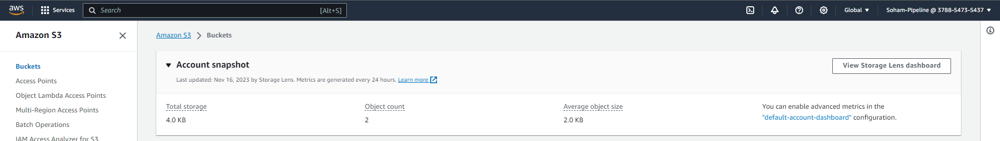 aws
Services
Search
[Alt+S]
Global
Soham-Pipeline @ 3788-5473-5437
Amazon S3
Buckets
Access Points
Object Lambda Access Points
Multi-Region Access Points
Batch Operations
IAM Access Analyzer for S3
Amazon S3 > Buckets
Account snapshot
Last updated: Nov 16, 2023 by Storage Lens. Metrics are generated every 24 hours. Learn more
View Storage Lens dashboard
Total storage
4.0 KB
Object count
2
Average object size
2.0 KB
You can enable advanced metrics in the
"default-account-dashboard" configuration.